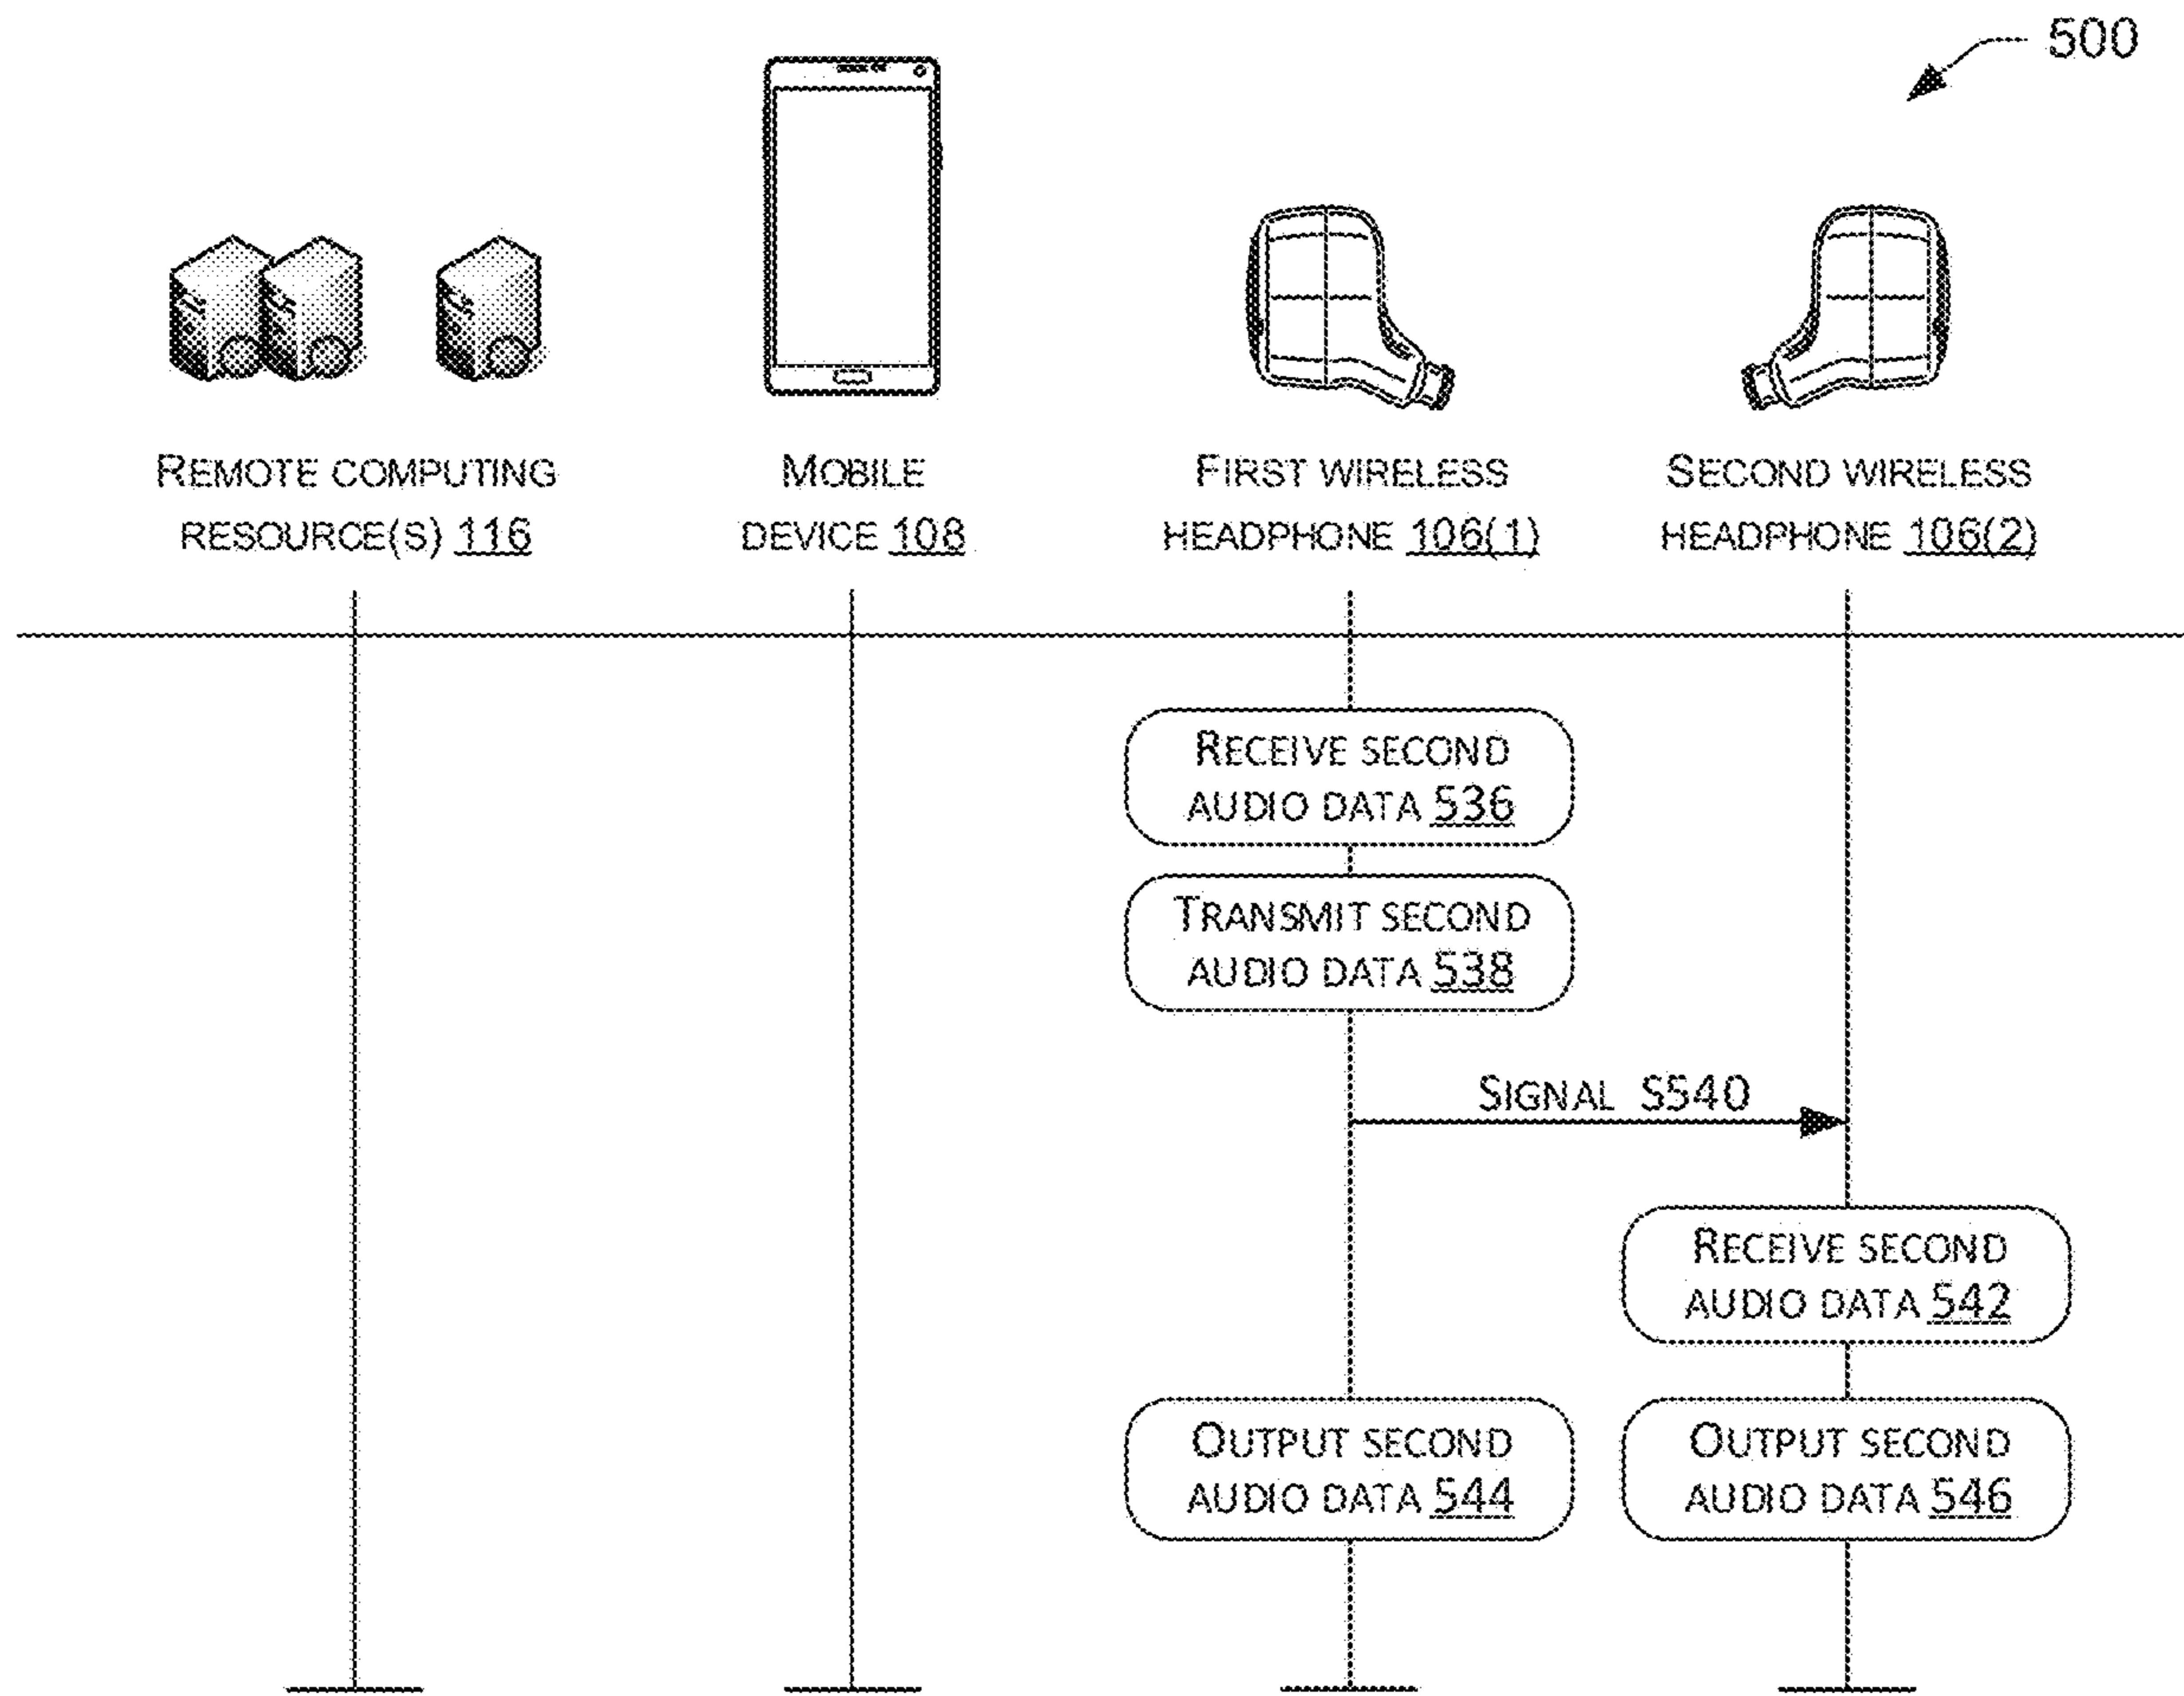 500
REMOTE COMPUTING
RESOURCE(S) 116
MOBILE
DEVICE 108
FIRST WIRELESS
HEADPHONE 106(1)
SECOND WIRELESS
HEADPHONE 106(2)
RECEIVE SECOND
AUDIO DATA 536
TRANSMIT SECOND
AUDIO DATA 538
SIGNAL S540
RECEIVE SECOND
AUDIO DATA 542
OUTPUT SECOND
AUDIO DATA 544
OUTPUT SECOND
AUDIO DATA 546